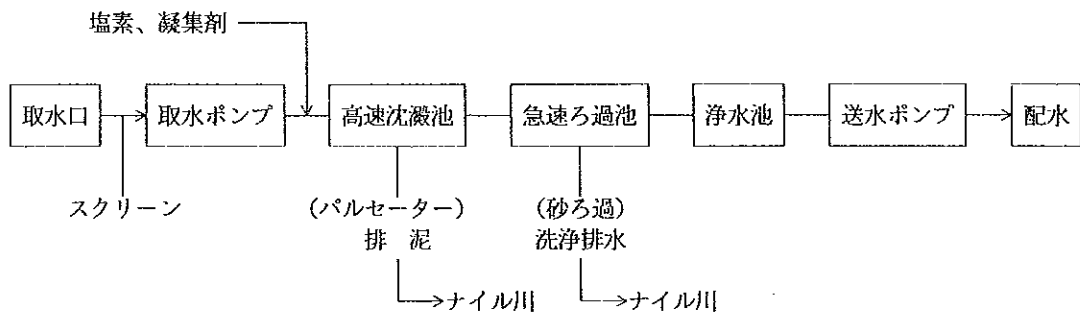 塩素、凝集剤
取水口
取水ポンプ
高速沈澱池
急速ろ過池
浄水池
送水ポンプ
配水
スクリーン
(パルセーター)
排 泥
(砂ろ過)
洗浄排水
ナイル川
ナイル川